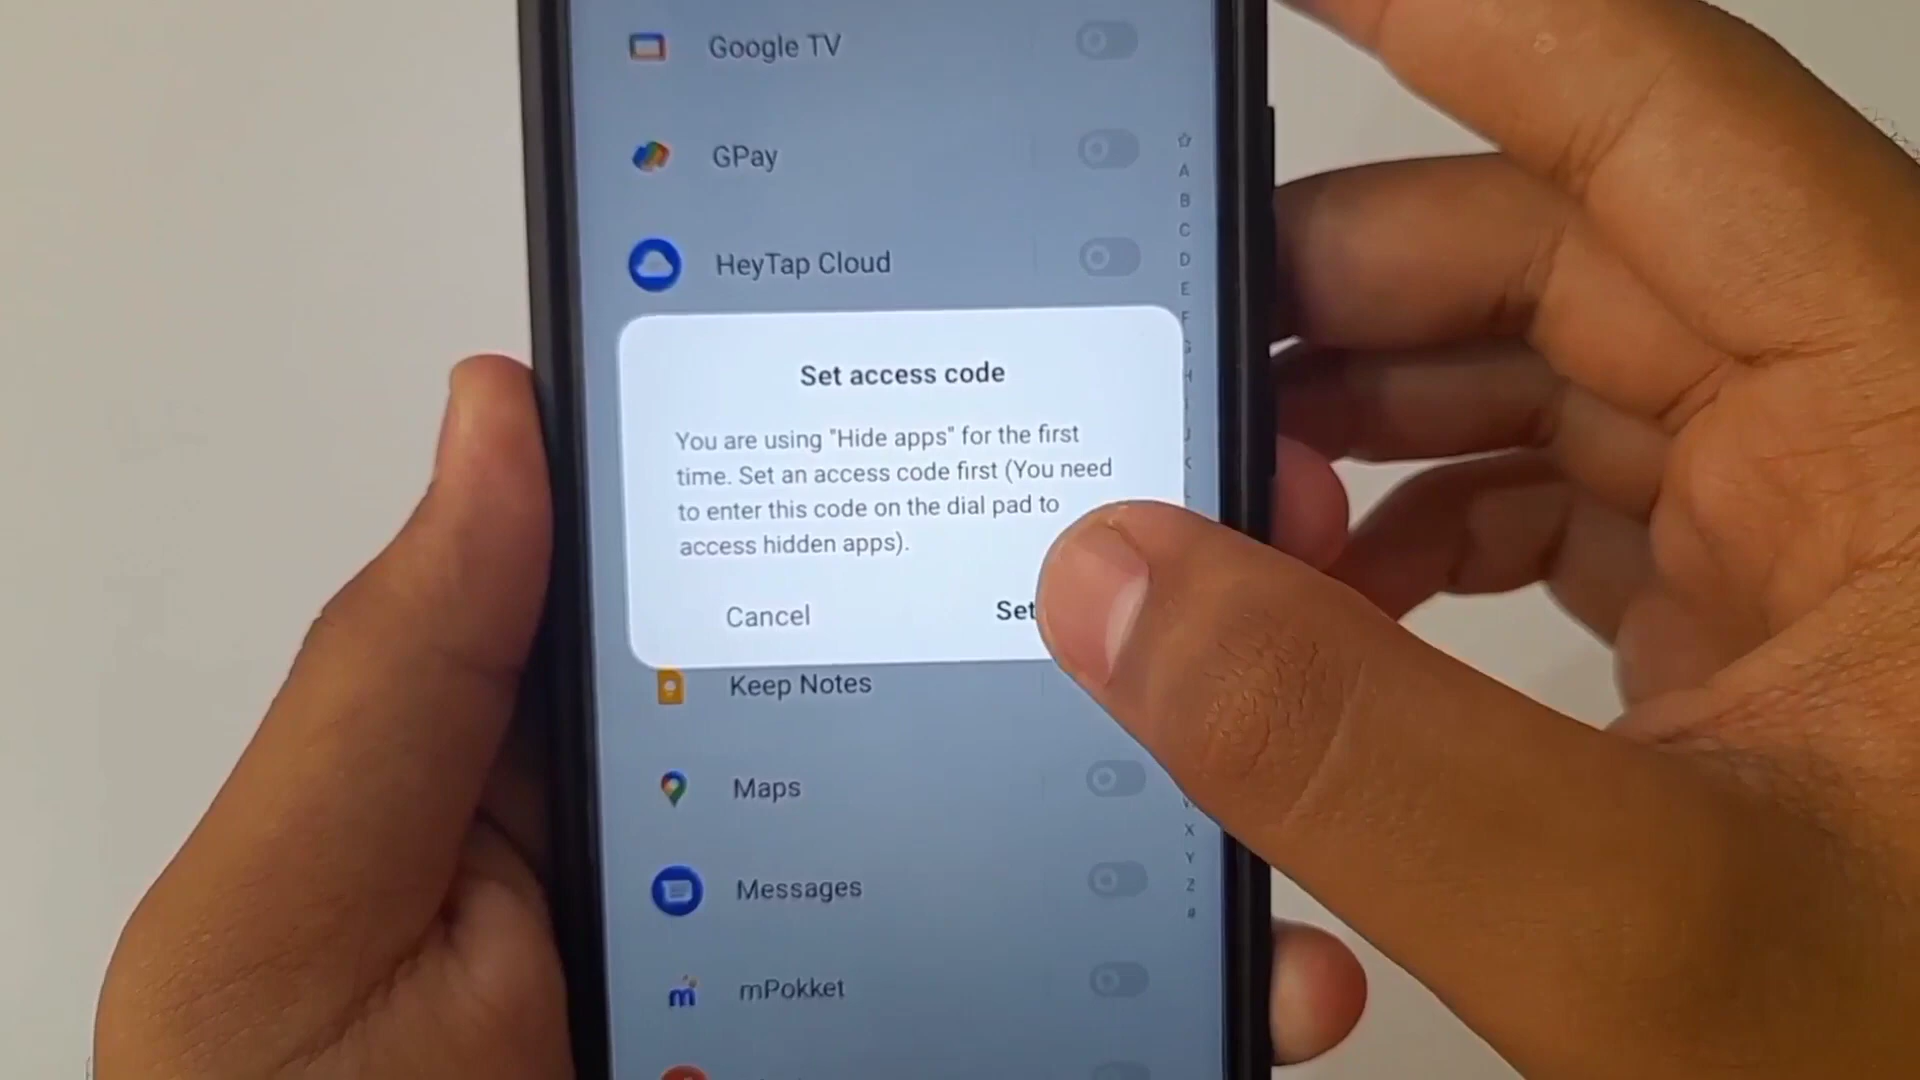 Google TV
GPay
HeyTap Cloud
Set access code
You are using "Hide apps" for the first
time. Set an access code first (You need
to enter this code on the dial pad to
access hidden apps).
Cancel
Set
Keep Notes
Maps
Messages
mPokket
A
B
C
D
E
F
G
H
I
J
K
X
Y
Z
#